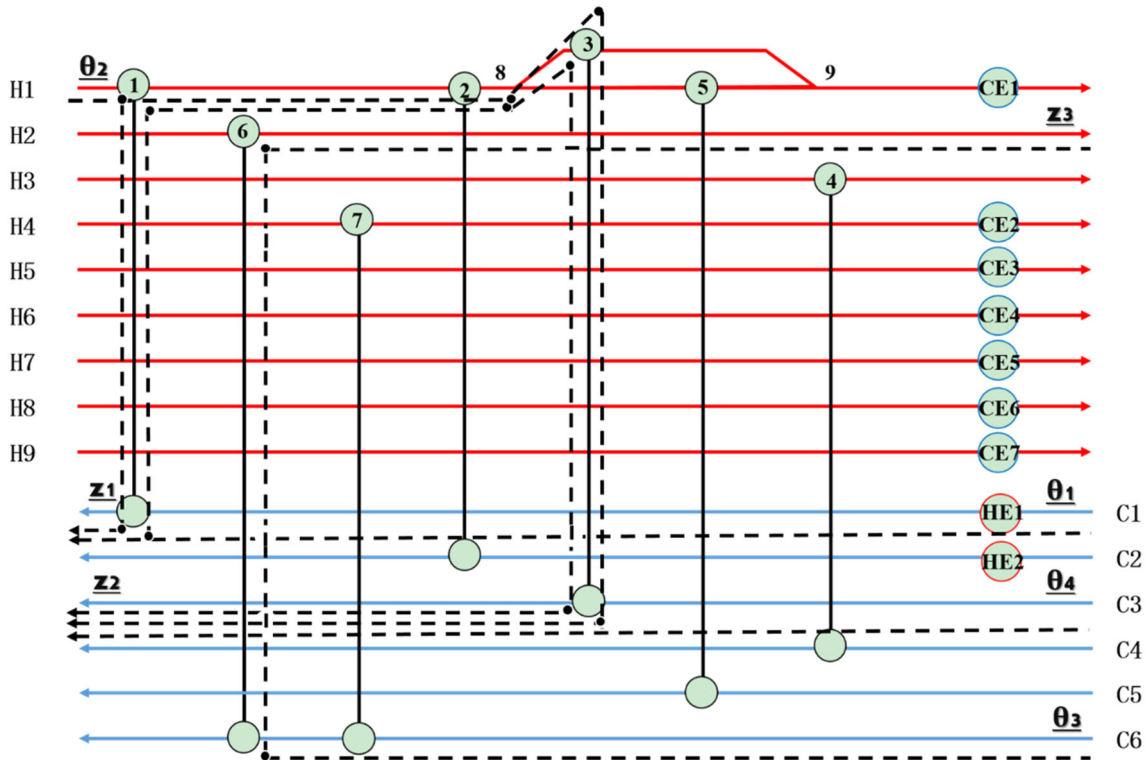 θ2 1 2 8 3 5 9 CE1
H1
z3
H2 6
H3 4
H4 7 CE2
H5 CE3
H6 CE4
H7 CE5
H8 CE6
H9 CE7
z1 θ1
HE1 C1
HE2 C2
z2 θ4
C3
C4
C5
θ3
C6